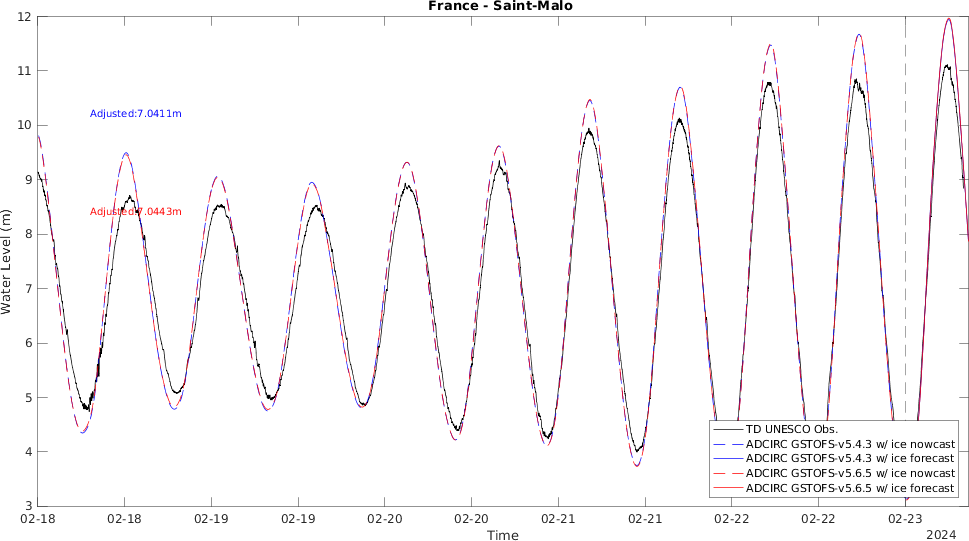 France - Saint-Malo
12
11
10
9
8
7
6
5
4
3
Water Level (m)
Adjusted:7.0411m
Adjusted:7.0443m
TD UNESCO Obs.
ADCIRC GSTOFS-v5.4.3 w/ ice nowcast
ADCIRC GSTOFS-v5.4.3 w/ ice forecast
ADCIRC GSTOFS-v5.6.5 w/ ice nowcast
ADCIRC GSTOFS-v5.6.5 w/ ice forecast
02-18 02-18 02-19 02-19 02-20 02-20 02-21 02-21 02-22 02-22 02-23
Time
2024